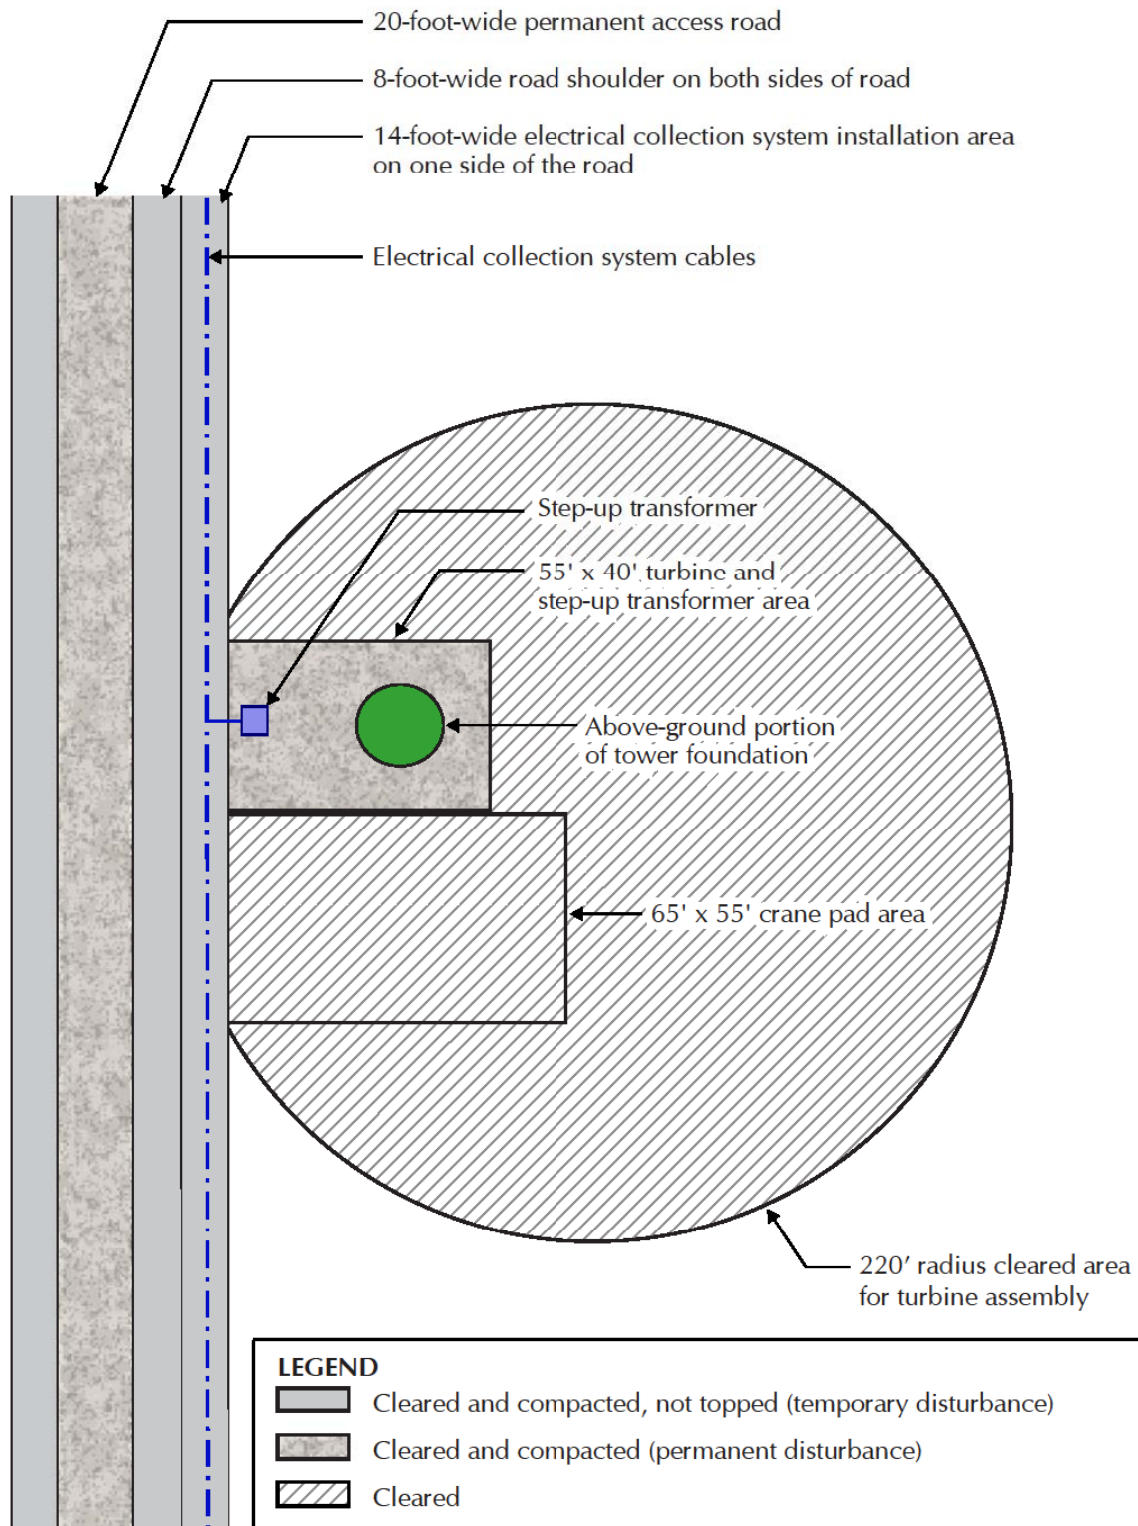 20-foot-wide permanent access road
8-foot-wide road shoulder on both sides of road
14-foot-wide electrical collection system installation area
on one side of the road
Electrical collection system cables
Step-up transformer
55' x 40' turbine and
step-up transformer area
Above-ground portion
of tower foundation
65' x 55' crane pad area
220’ radius cleared area
for turbine assembly
LEGEND
Cleared and compacted, not topped (temporary disturbance)
Cleared and compacted (permanent disturbance)
Cleared